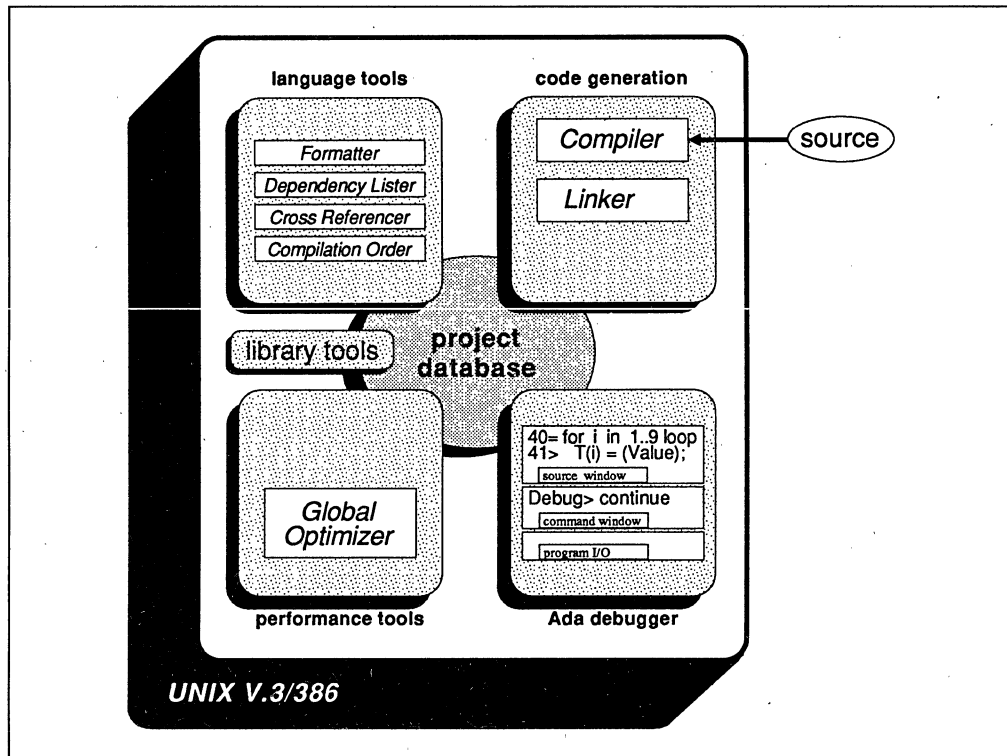 language tools
Formatter
Dependency Lister
Cross Referencer
Compilation Order
code generation
Compiler
Linker
source
library tools
project
database
Global
Optimizer
performance tools
40= for i in 1..9 loop
41> T(i) = (Value);
source window
Debug> continue
command window
program I/O
Ada debugger
UNIX V.3/386